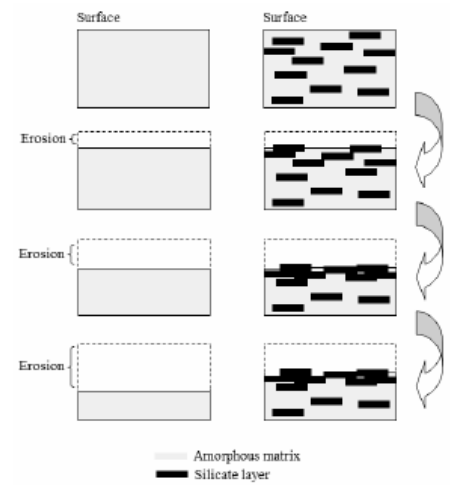 Surface
Surface
Erosion
Erosion
Erosion
Amorphous matrix
Silicate layer